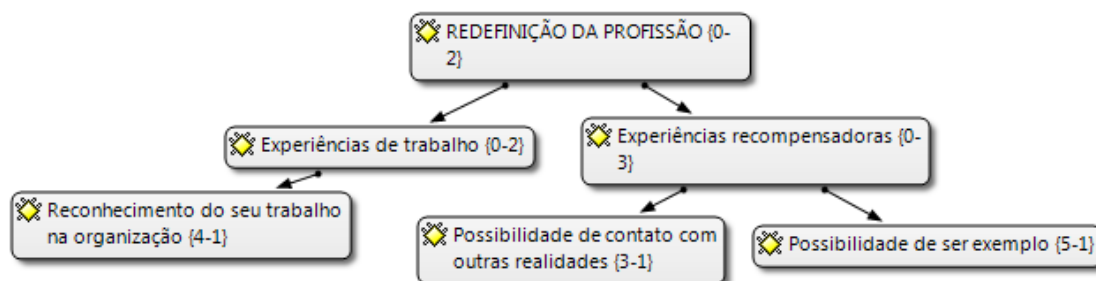 REDEFINIÇÃO DA PROFISSÃO {0-
2}
Experiências de trabalho {0-2}
Experiências recompensadoras {0-
3}
Reconhecimento do seu trabalho
na organização {4-1}
Possibilidade de contato com
outras realidades {3-1}
Possibilidade de ser exemplo {5-1}